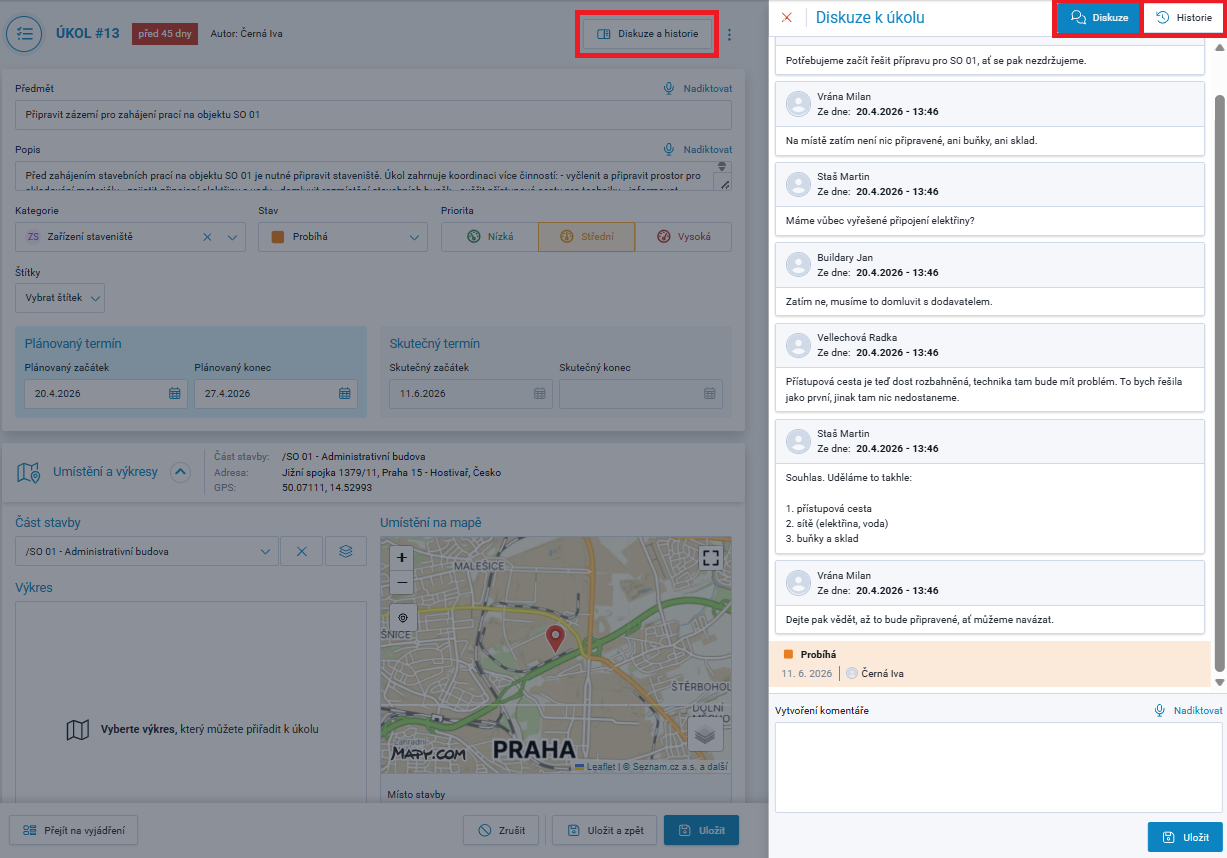 ÚKOL #13
před 45 dny
Autor: Černá Iva
Diskuze a historie
Předmět
Nadiktovat
Připravit zázemí pro zahájení prací na objektu SO 01
Popis
Nadiktovat
Před zahájením stavebních prací na objektu SO 01 je nutné připravit staveniště. Úkol zahrnuje koordinaci více činností: - vyčlenit a připravit prostor pro
Kategorie
Stav
Priorita
ZS Zařízení staveniště
Probíhá
Nízká
Střední
Vysoká
Štítky
Vybrat štítek
Plánovaný termín
Skutečný termín
Plánovaný začátek
Plánovaný konec
Skutečný začátek
Skutečný konec
20.4.2026
27.4.2026
11.6.2026
Umístění a výkresy
Část stavby: /SO 01 - Administrativní budova
Adresa: Jižní spojka 1379/11, Praha 15 - Hostivař, Česko
GPS: 50.07111, 14.52993
Část stavby
Umístění na mapě
/SO 01 - Administrativní budova
Výkres
Vyberte výkres, který můžete přiřadit k úkolu
+
−
MALEŠICE
ŠNICE
ŠTĚRBOHOL
DOLNÍ
PRAHA
Mapy.com
Leaflet | © Seznam.cz a.s. a další
Místo stavby
Přejít na vyjádření
Zrušit
Uložit a zpět
Uložit
Diskuze k úkolu
Diskuze
Historie
Potřebujeme začít řešit přípravu pro SO 01, ať se pak nezdržujeme.
Vrána Milan
Ze dne: 20.4.2026 - 13:46
Na místě zatím není nic připravené, ani buňky, ani sklad.
Staš Martin
Ze dne: 20.4.2026 - 13:46
Máme vůbec vyřešené připojení elektřiny?
Buildary Jan
Ze dne: 20.4.2026 - 13:46
Zatím ne, musíme to domluvit s dodavatelem.
Vellechová Radka
Ze dne: 20.4.2026 - 13:46
Přístupová cesta je teď dost rozbahněná, technika tam bude mít problém. To bych řešila
jako první, jinak tam nic nedostaneme.
Staš Martin
Ze dne: 20.4.2026 - 13:46
Souhlas. Uděláme to takhle:
1. přístupová cesta
2. sítě (elektřina, voda)
3. buňky a sklad
Vrána Milan
Ze dne: 20.4.2026 - 13:46
Dejte pak vědět, až to bude připravené, ať můžeme navázat.
Probíhá
11. 6. 2026
Černá Iva
Vytvoření komentáře
Nadiktovat
Uložit